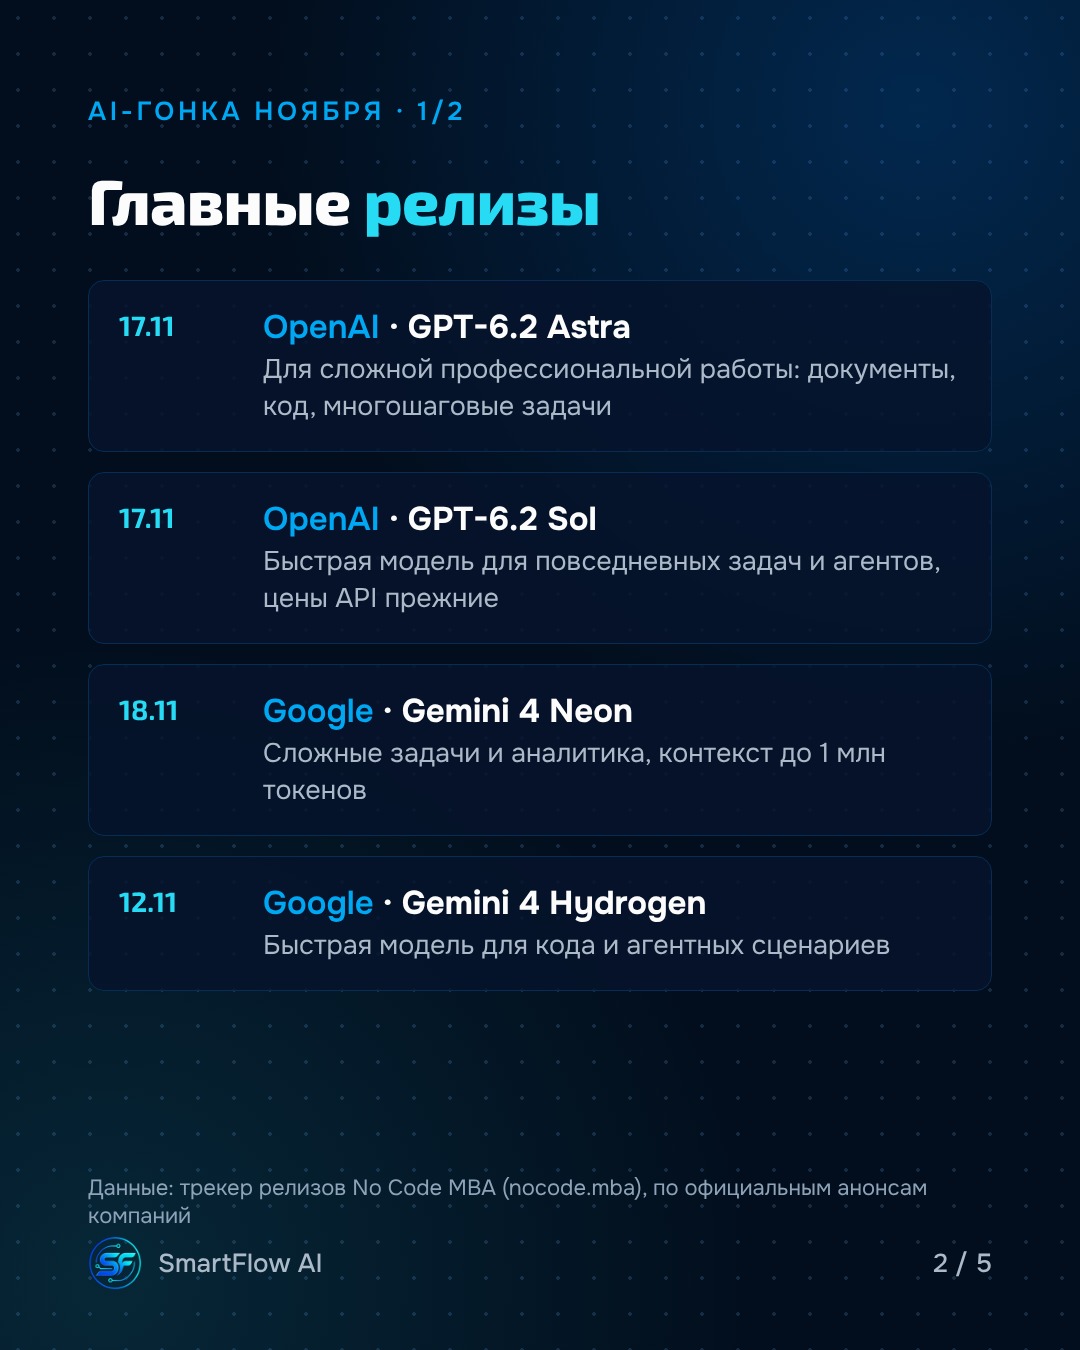 AI-ГОНКА НОЯБРЯ · 1/2
Главные релизы
17.11
OpenAI · GPT-6.2 Astra
Для сложной профессиональной работы: документы,
код, многошаговые задачи
17.11
OpenAI · GPT-6.2 Sol
Быстрая модель для повседневных задач и агентов,
цены API прежние
18.11
Google · Gemini 4 Neon
Сложные задачи и аналитика, контекст до 1 млн
токенов
12.11
Google · Gemini 4 Hydrogen
Быстрая модель для кода и агентных сценариев
Данные: трекер релизов No Code MBA (nocode.mba), по официальным анонсам
компаний
SF
SmartFlow AI
2 / 5